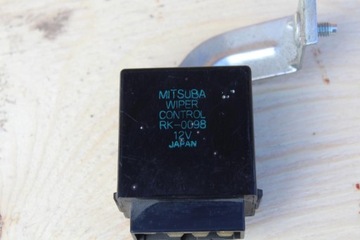 MITSUBA
WIPER
CONTROL
RK-0098
12V
JAPAN